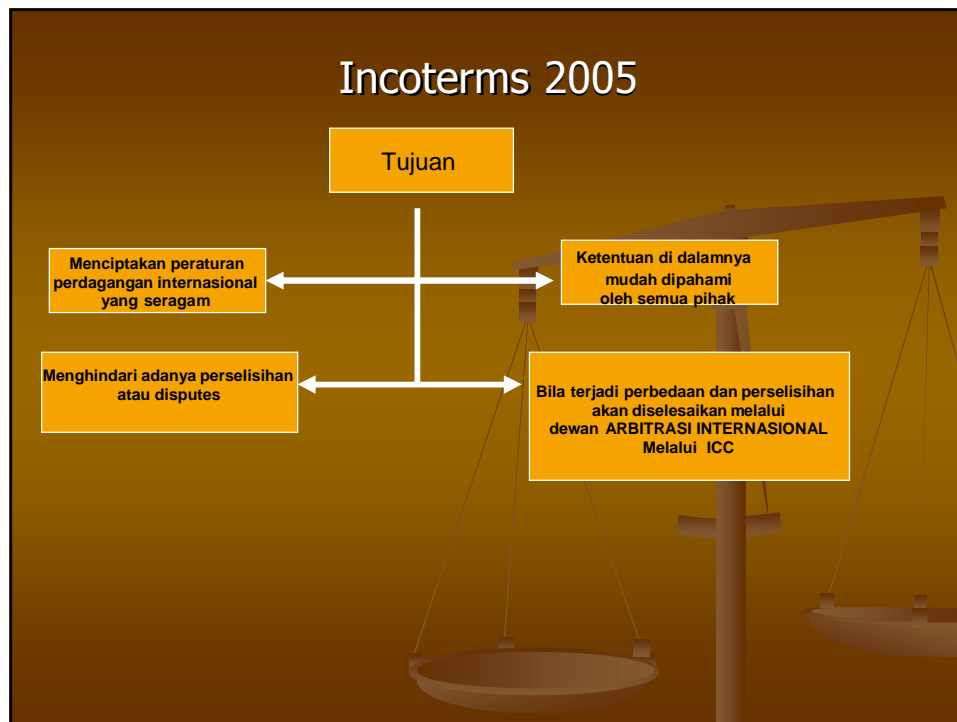 Incoterms 2005
Tujuan
Menciptakan peraturan
perdagangan internasional
yang seragam
Ketentuan di dalamnya
mudah dipahami
oleh semua pihak
Menghindari adanya perselisihan
atau disputes
Bila terjadi perbedaan dan perselisihan
akan diselesaikan melalui
dewan ARBITRASI INTERNASIONAL
Melalui ICC